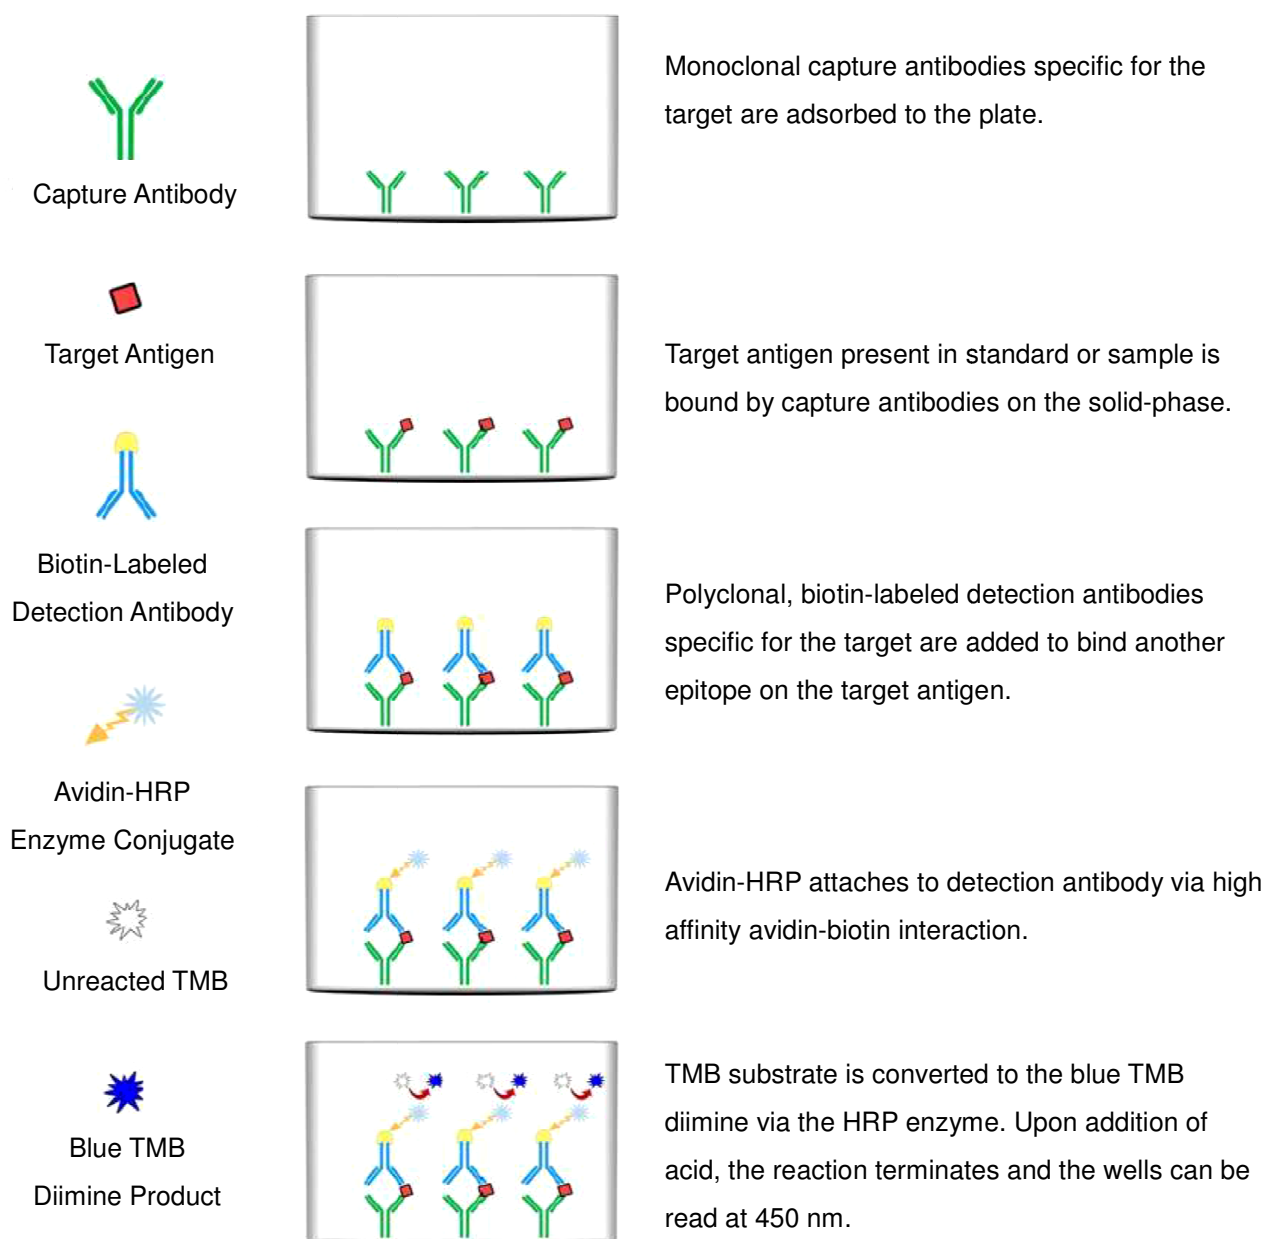 Capture Antibody
Monoclonal capture antibodies specific for the
target are adsorbed to the plate.
Target Antigen
Target antigen present in standard or sample is
bound by capture antibodies on the solid-phase.
Biotin-Labeled
Detection Antibody
Polyclonal, biotin-labeled detection antibodies
specific for the target are added to bind another
epitope on the target antigen.
Avidin-HRP
Enzyme Conjugate
Avidin-HRP attaches to detection antibody via high
affinity avidin-biotin interaction.
Unreacted TMB
Blue TMB
Diimine Product
TMB substrate is converted to the blue TMB
diimine via the HRP enzyme. Upon addition of
acid, the reaction terminates and the wells can be
read at 450 nm.